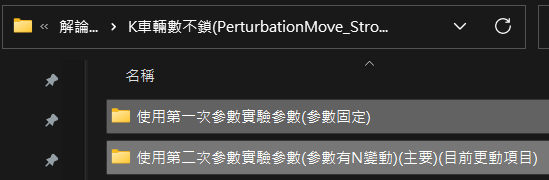 « 解論... › K車輛數不鎖(PerturbationMove_Stro...
名稱
使用第一次參數實驗參數(參數固定)
使用第二次參數實驗參數(參數有N變動)(主要)(目前更動項目)